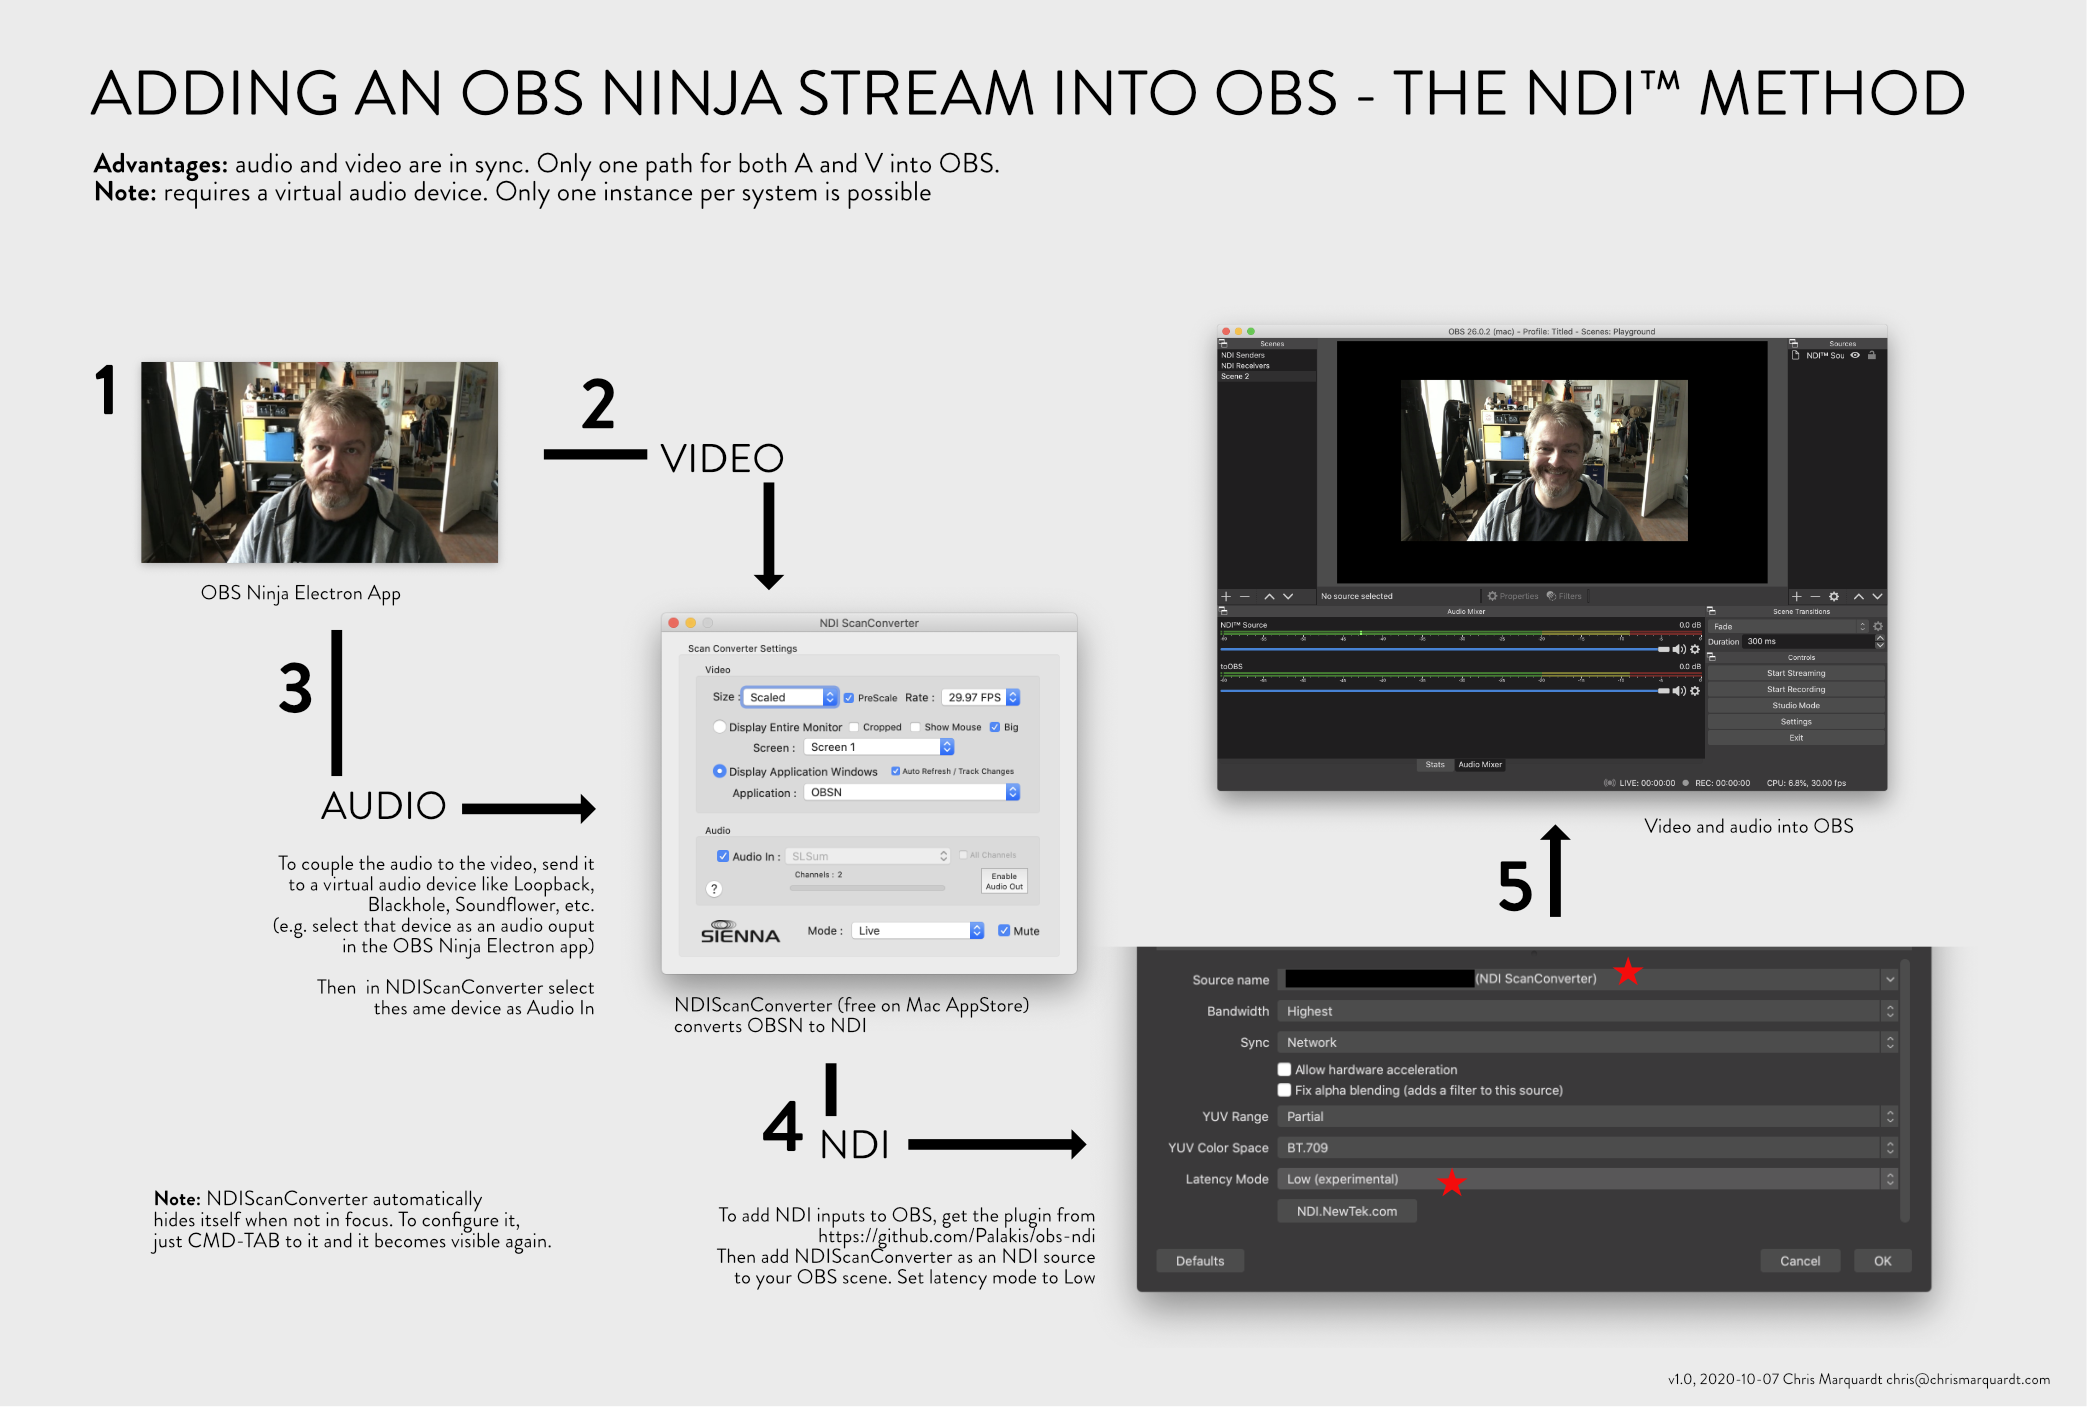 ADDING AN OBS NINJA STREAM INTO OBS - THE NDI™ METHOD
Advantages: audio and video are in sync. Only one path for both A and V into OBS.
Note: requires a virtual audio device. Only one instance per system is possible
1
OBS Ninja Electron App
2
VIDEO
3
AUDIO
To couple the audio to the video, send it
to a virtual audio device like Loopback,
Blackhole, Soundflower, etc.
(e.g. select that device as an audio ouput
in the OBS Ninja Electron app)
Then in NDIScanConverter select
thes ame device as Audio In
Note: NDIScanConverter automatically
hides itself when not in focus. To configure it,
just CMD-TAB to it and it becomes visible again.
NDI ScanConverter
Scan Converter Settings
Video
Size : Scaled PreScale Rate : 29.97 FPS
Display Entire Monitor Cropped Show Mouse Big
Screen : Screen 1
Display Application Windows Auto Refresh / Track Changes
Application : OBSN
Audio
Audio In : SLSum All Channels
Channels : 2
? Enable
Audio Out
SIENNA Mode : Live Mute
NDIScanConverter (free on Mac AppStore)
converts OBSN to NDI
4
NDI
To add NDI inputs to OBS, get the plugin from
https://github.com/Palakis/obs-ndi
Then add NDIScanConverter as an NDI source
to your OBS scene. Set latency mode to Low
OBS 26.0.2 (mac) - Profile: Titled - Scenes: Playground
Scenes
NDI Senders
NDI Receivers
Scene 2
Sources
NDI™ Sou
No source selected Properties Filters
Audio Mixer
NDI™ Source 0.0 dB
toOBS 0.0 dB
Stats Audio Mixer
Scene Transitions
Fade
Duration 300 ms
Controls
Start Streaming
Start Recording
Studio Mode
Settings
Exit
LIVE: 00:00:00 REC: 00:00:00 CPU: 6.8%, 30.00 fps
Video and audio into OBS
5
Source name (NDI ScanConverter)
Bandwidth Highest
Sync Network
Allow hardware acceleration
Fix alpha blending (adds a filter to this source)
YUV Range Partial
YUV Color Space BT.709
Latency Mode Low (experimental)
NDI.NewTek.com
Defaults Cancel OK
v1.0, 2020-10-07 Chris Marquardt chris@chrismarquardt.com